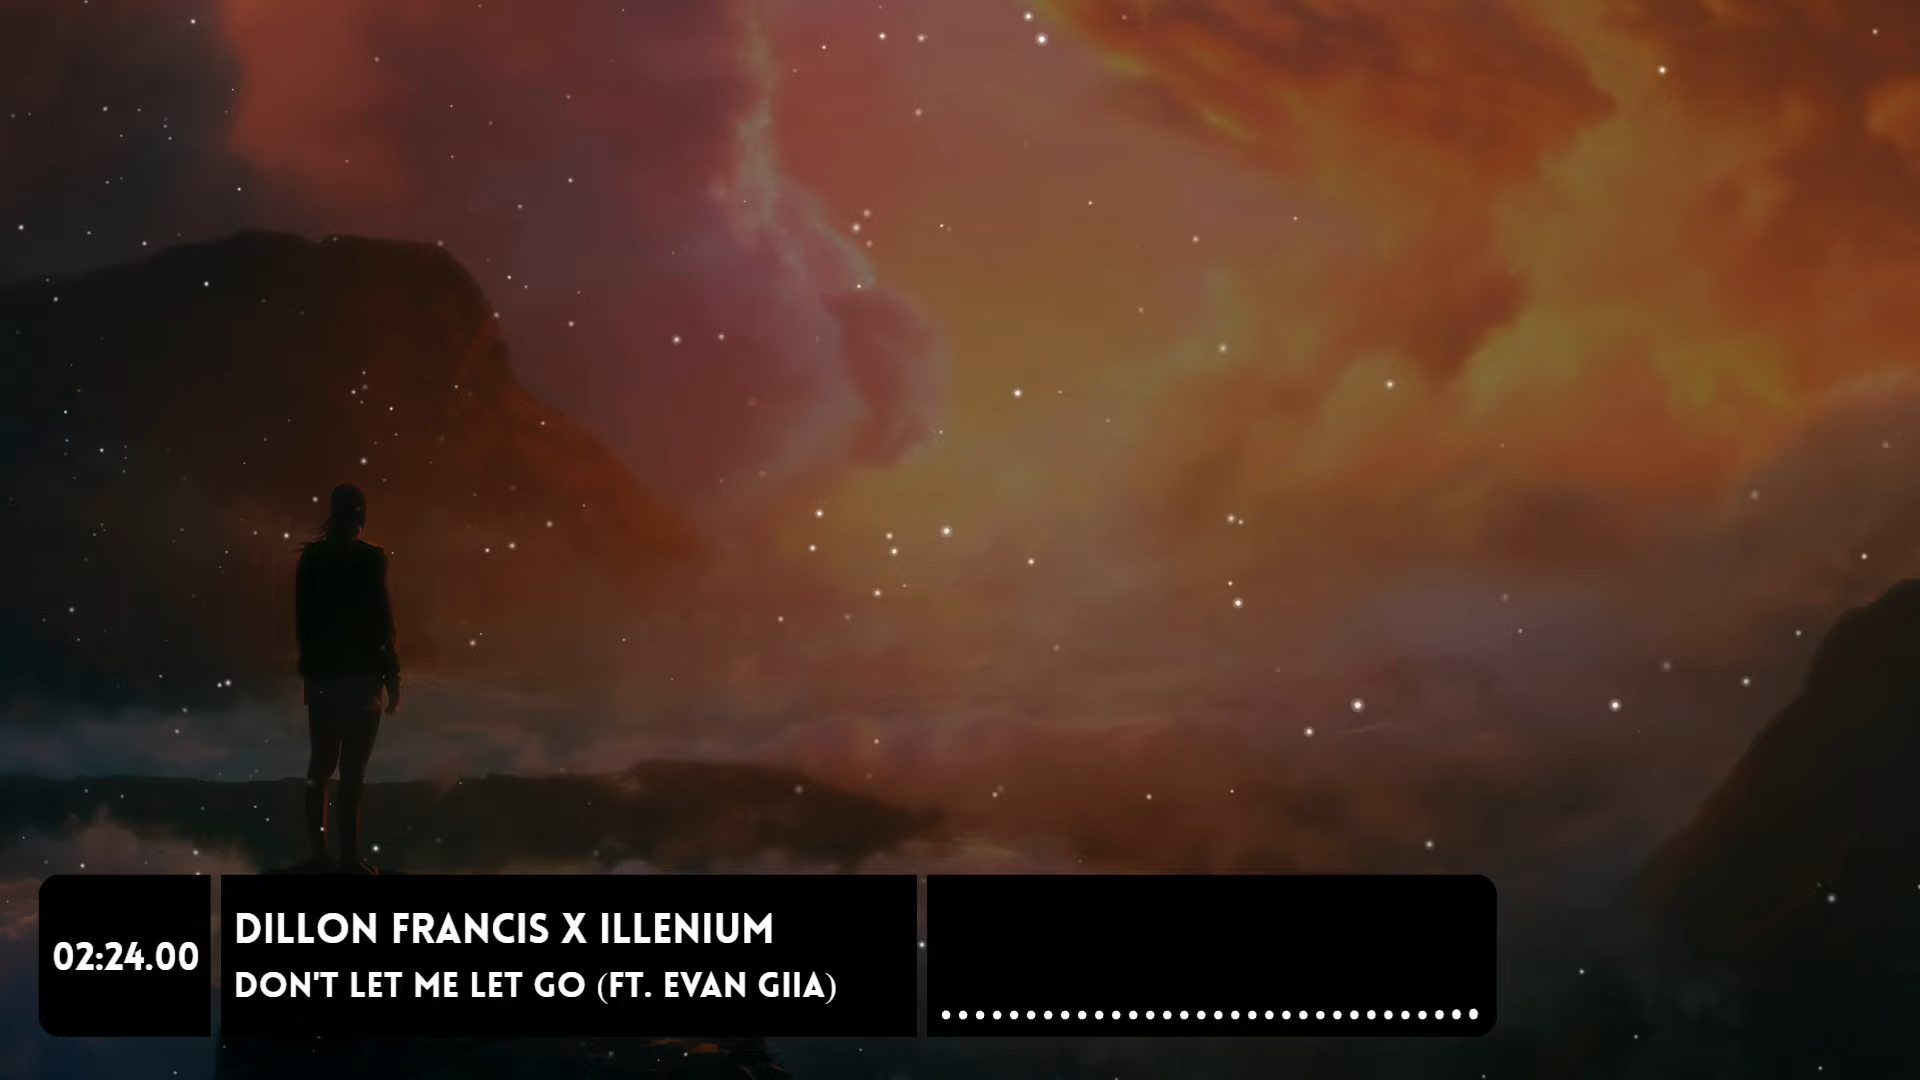 02:24.00
DILLON FRANCIS X ILLENIUM
DON'T LET ME LET GO (FT. EVAN GIIA)